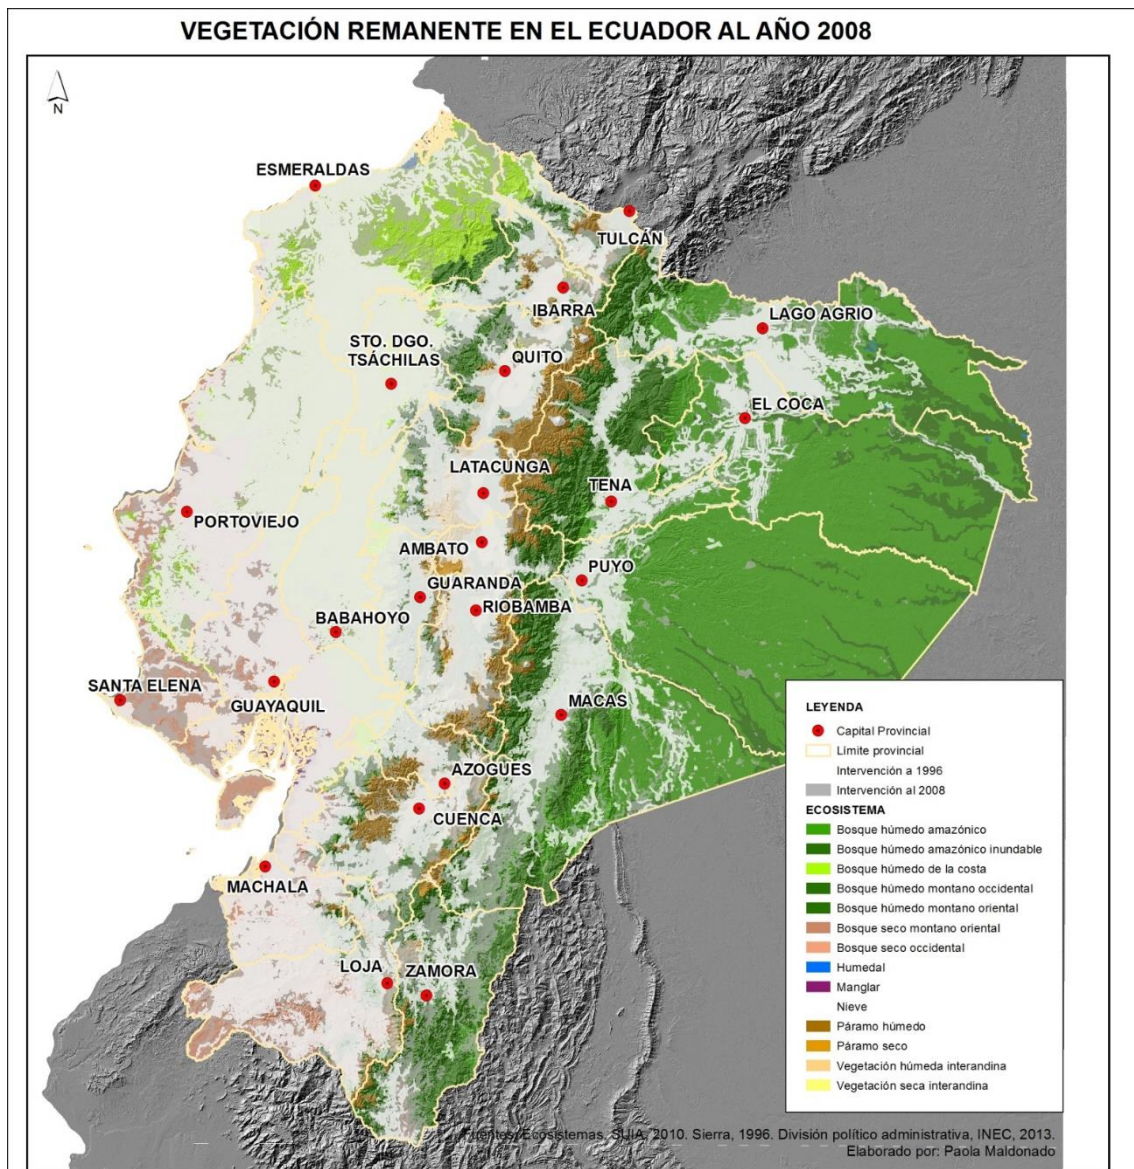 VEGETACIÓN REMANENTE EN EL ECUADOR AL AÑO 2008
N
ESMERALDAS
TULCÁN
IBARRA
LAGO AGRIO
STO. DGO.
TSÁCHILAS
QUITO
EL COCA
LATACUNGA
TENA
PORTOVIEJO
AMBATO
PUYO
GUARANDA
RIOBAMBA
BABAHOYO
SANTA ELENA
GUAYAQUIL
MACAS
AZOGUES
CUENCA
MACHALA
LOJA
ZAMORA
LEYENDA
Capital Provincial
Límite provincial
Intervención a 1996
Intervención al 2008
ECOSISTEMA
Bosque húmedo amazónico
Bosque húmedo amazónico inundable
Bosque húmedo de la costa
Bosque húmedo montano occidental
Bosque húmedo montano oriental
Bosque seco montano oriental
Bosque seco occidental
Humedal
Manglar
Nieve
Páramo húmedo
Páramo seco
Vegetación húmeda interandina
Vegetación seca interandina
Fuentes: Ecosistemas, SUIA, 2010. Sierra, 1996. División político administrativa, INEC, 2013.
Elaborado por: Paola Maldonado